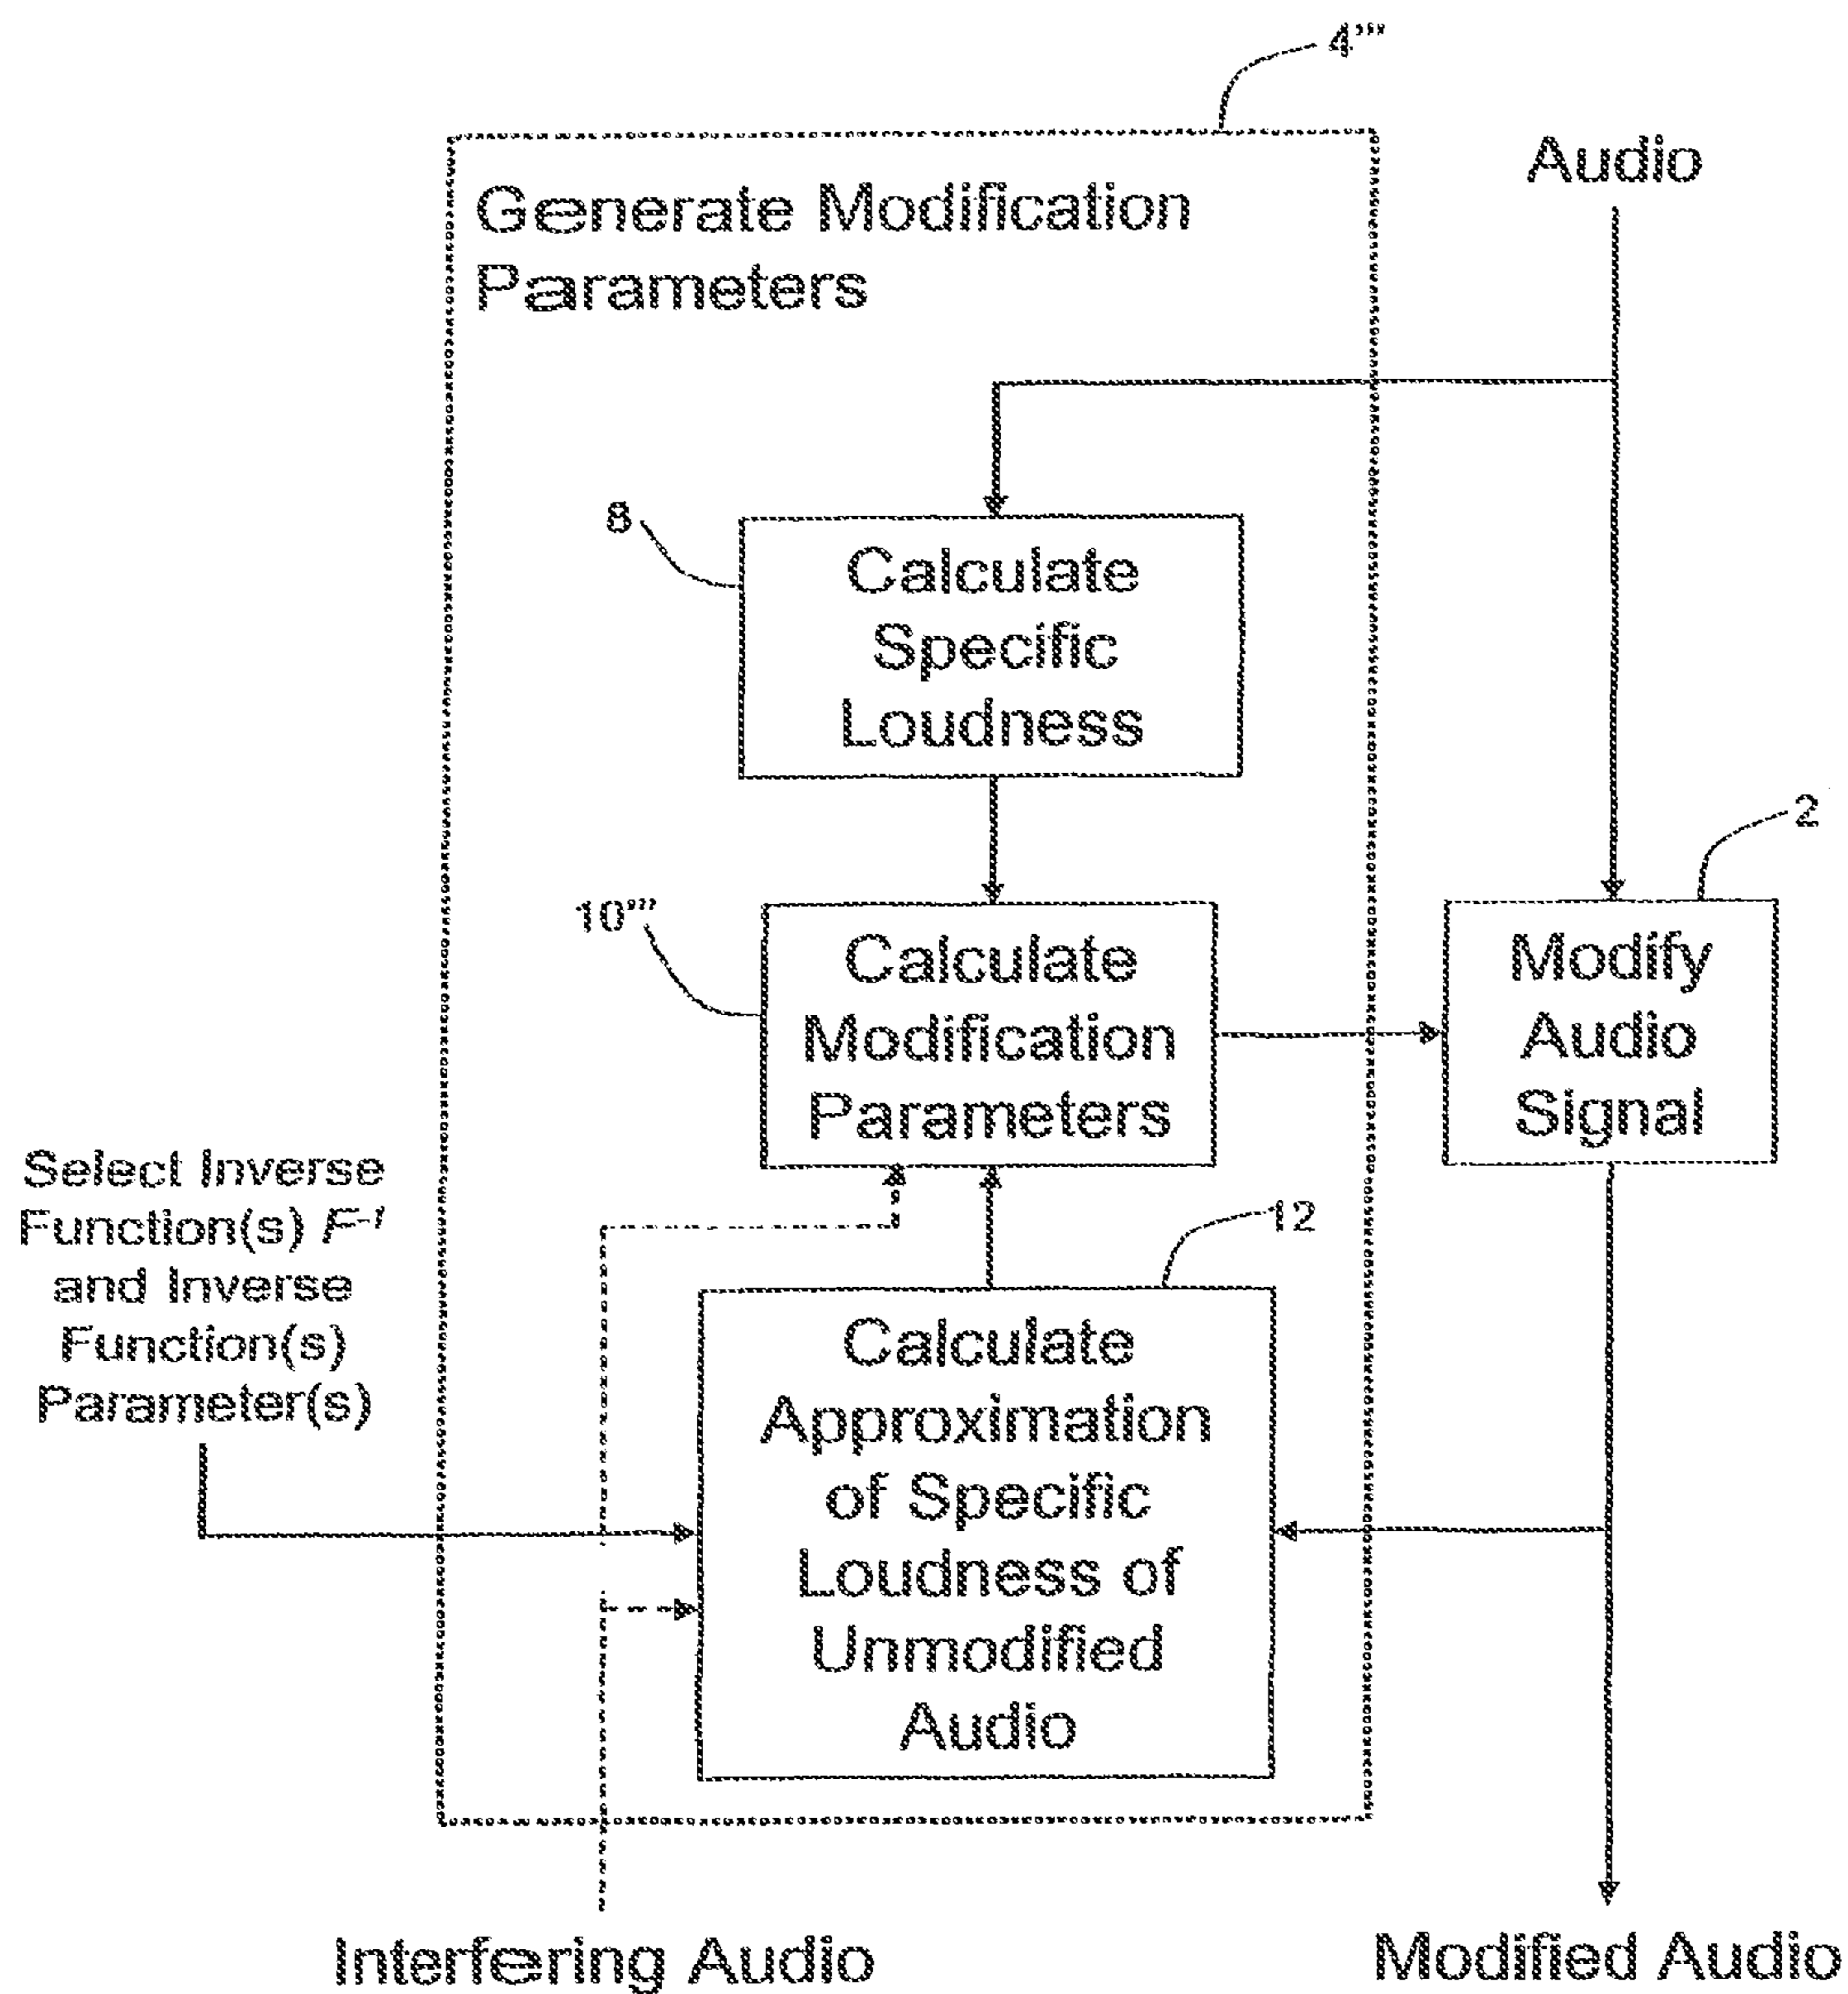 4''''
Audio
Generate Modification
Parameters
8
Calculate
Specific
Loudness
2
10'''
Calculate
Modification
Parameters
Modify
Audio
Signal
Select Inverse
Function(s) F⁻¹
and Inverse
Function(s)
Parameter(s)
12
Calculate
Approximation
of Specific
Loudness of
Unmodified
Audio
Interfering Audio
Modified Audio